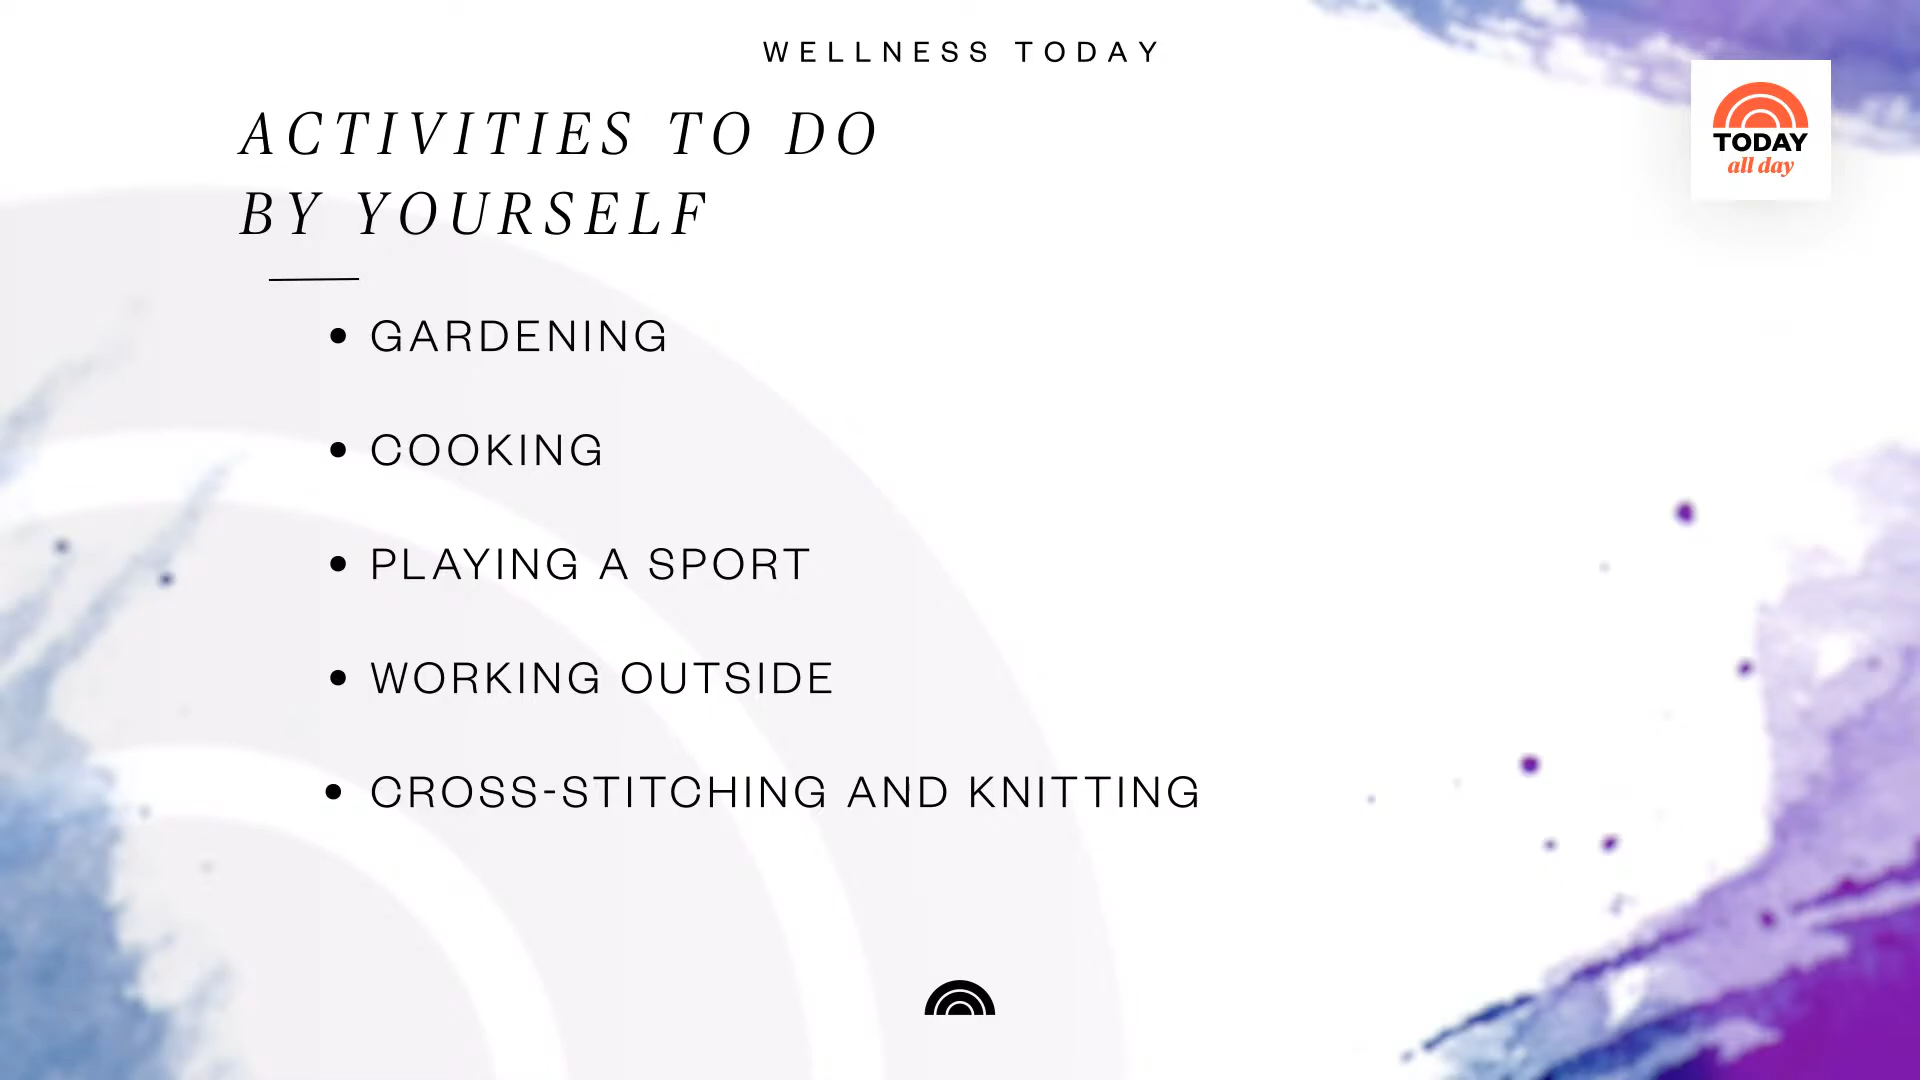 WELLNESS TODAY
ACTIVITIES TO DO
BY YOURSELF
TODAY
all day
• GARDENING
• COOKING
• PLAYING A SPORT
• WORKING OUTSIDE
• CROSS-STITCHING AND KNITTING